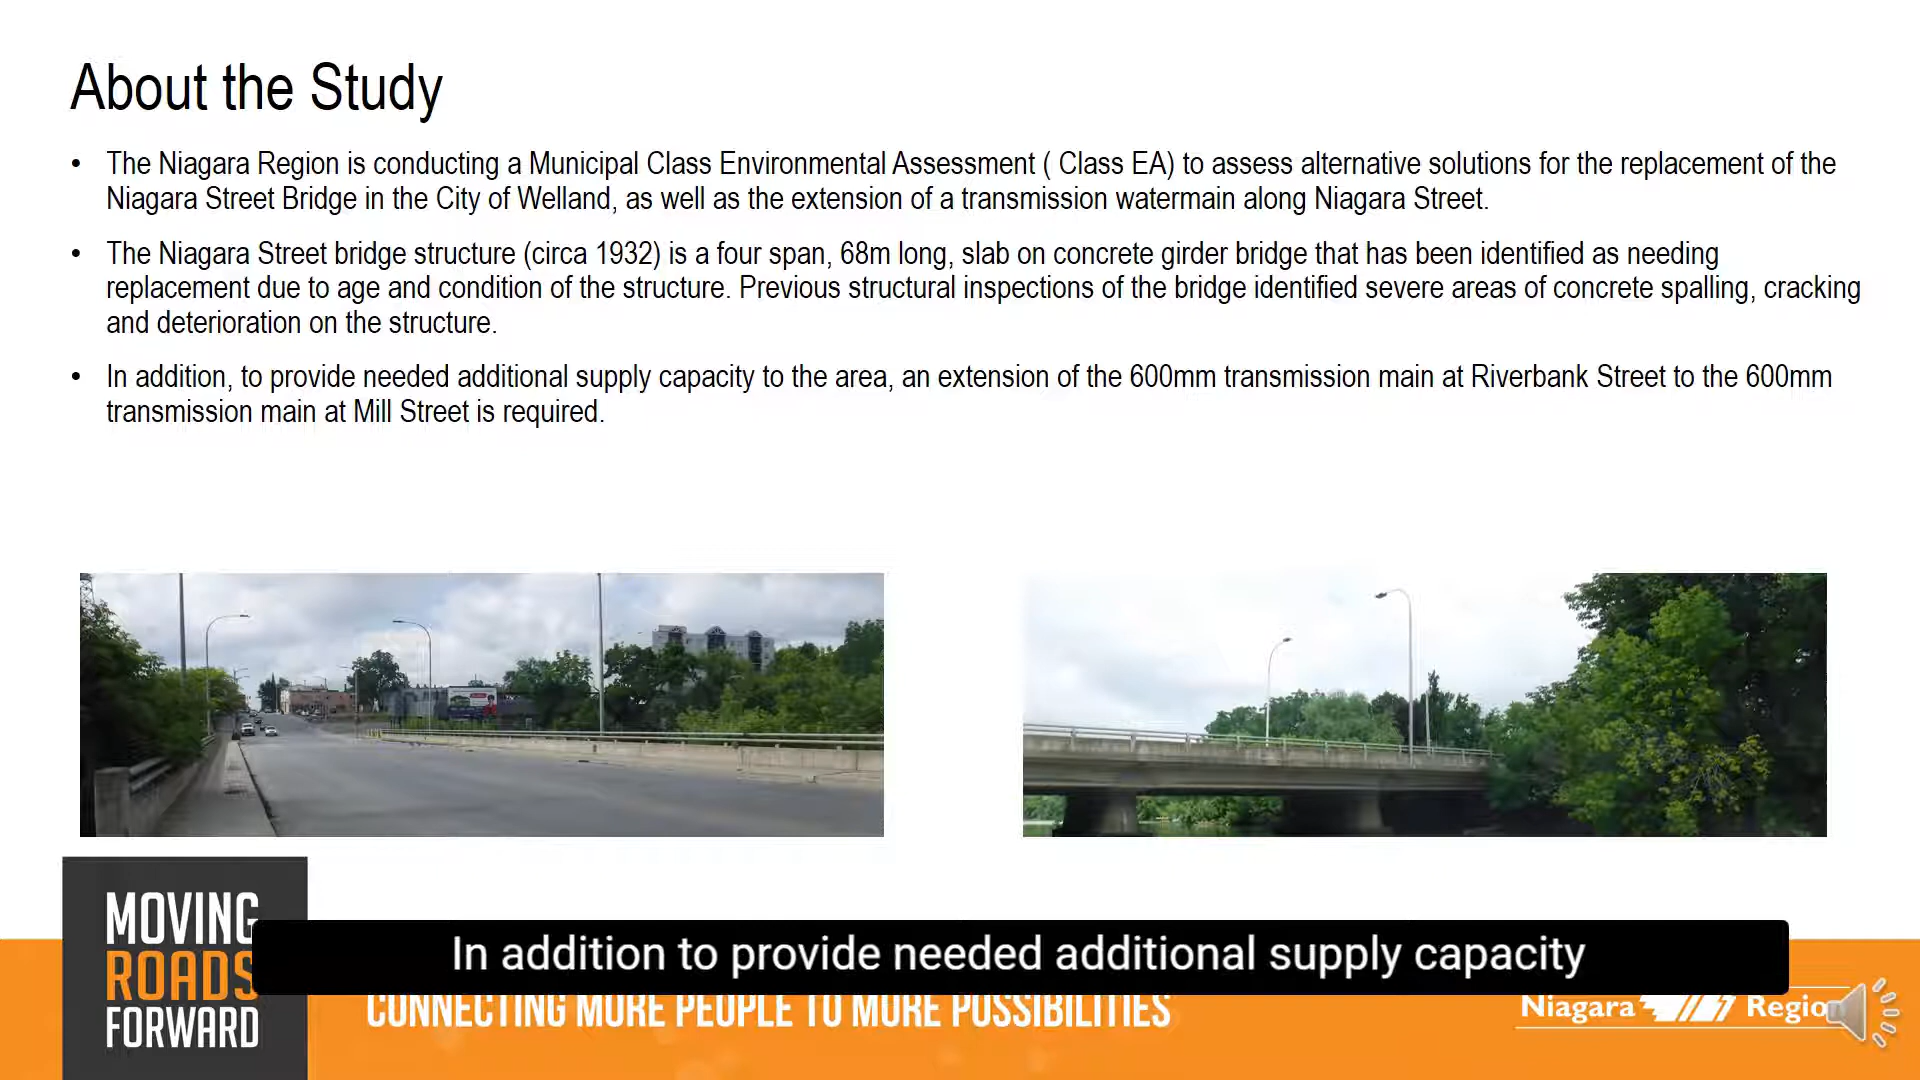 About the Study
• The Niagara Region is conducting a Municipal Class Environmental Assessment ( Class EA) to assess alternative solutions for the replacement of the
Niagara Street Bridge in the City of Welland, as well as the extension of a transmission watermain along Niagara Street.
• The Niagara Street bridge structure (circa 1932) is a four span, 68m long, slab on concrete girder bridge that has been identified as needing
replacement due to age and condition of the structure. Previous structural inspections of the bridge identified severe areas of concrete spalling, cracking
and deterioration on the structure.
• In addition, to provide needed additional supply capacity to the area, an extension of the 600mm transmission main at Riverbank Street to the 600mm
transmission main at Mill Street is required.
MOVING
ROADS
FORWARD
In addition to provide needed additional supply capacity
CONNECTING MORE PEOPLE TO MORE POSSIBILITIES
Niagara Region